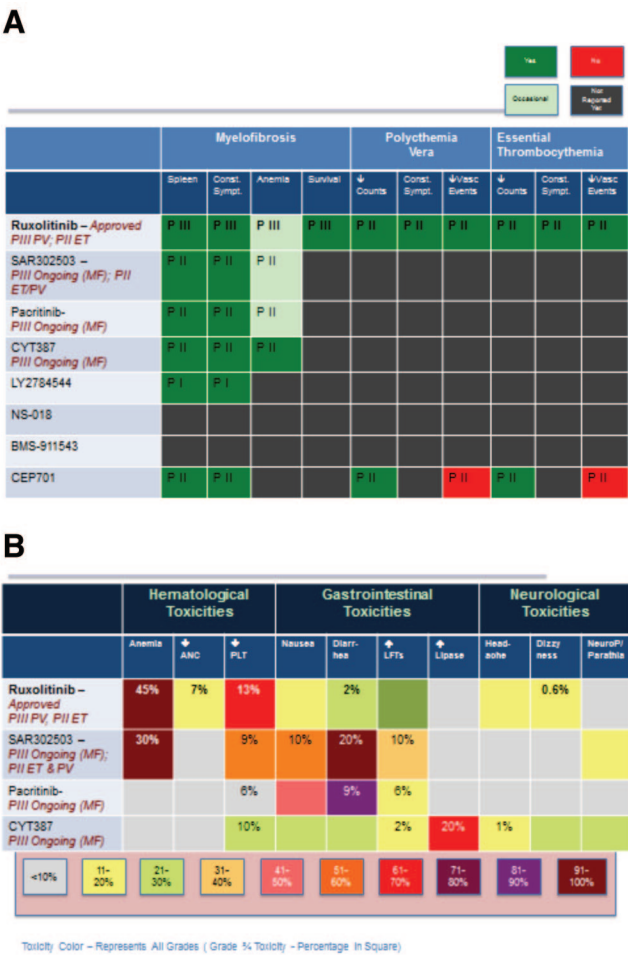 A
Yes
No
Occasional
Not
Reported
Yet
Myelofibrosis
Polycthemia
Vera
Essential
Thrombocythemia
Spleen
Const.
Sympt.
Anemia
Survival
↓
Counts
Const.
Sympt.
↓Vasc
Events
↓
Counts
Const.
Sympt.
↓Vasc
Events
Ruxolitinib – Approved
PIII PV; PII ET
P III P III P III P III P II P II P II P II P II P II
SAR302503 –
PIII Ongoing (MF); PII
ET/PV
P II P II P II
Pacritinib-
PIII Ongoing (MF)
P II P II P II
CYT387
PIII Ongoing (MF)
P II P II P II
LY2784544
P I P I
NS-018
BMS-911543
CEP701
P II P II P II P II P II P II
B
Hematological
Toxicities
Gastrointestinal
Toxicities
Neurological
Toxicities
Anemia
↓
ANC
↓
PLT
Nausea
Diarr-
hea
↑
LFTs
↑
Lipase
Head-
ache
Dizzy
ness
NeuroP/
Parathia
Ruxolitinib –
Approved
PIII PV, PII ET
45% 7% 13% 2% 0.6%
SAR302503 –
PIII Ongoing (MF);
PII ET & PV
30% 9% 10% 20% 10%
Pacritinib-
PIII Ongoing (MF)
6% 9% 6%
CYT387
PIII Ongoing (MF)
10% 2% 20% 1%
<10%
11-
20%
21-
30%
31-
40%
41-
50%
51-
60%
61-
70%
71-
80%
81-
90%
91-
100%
Toxicity Color – Represents All Grades ( Grade ¾ Toxicity - Percentage in Square)